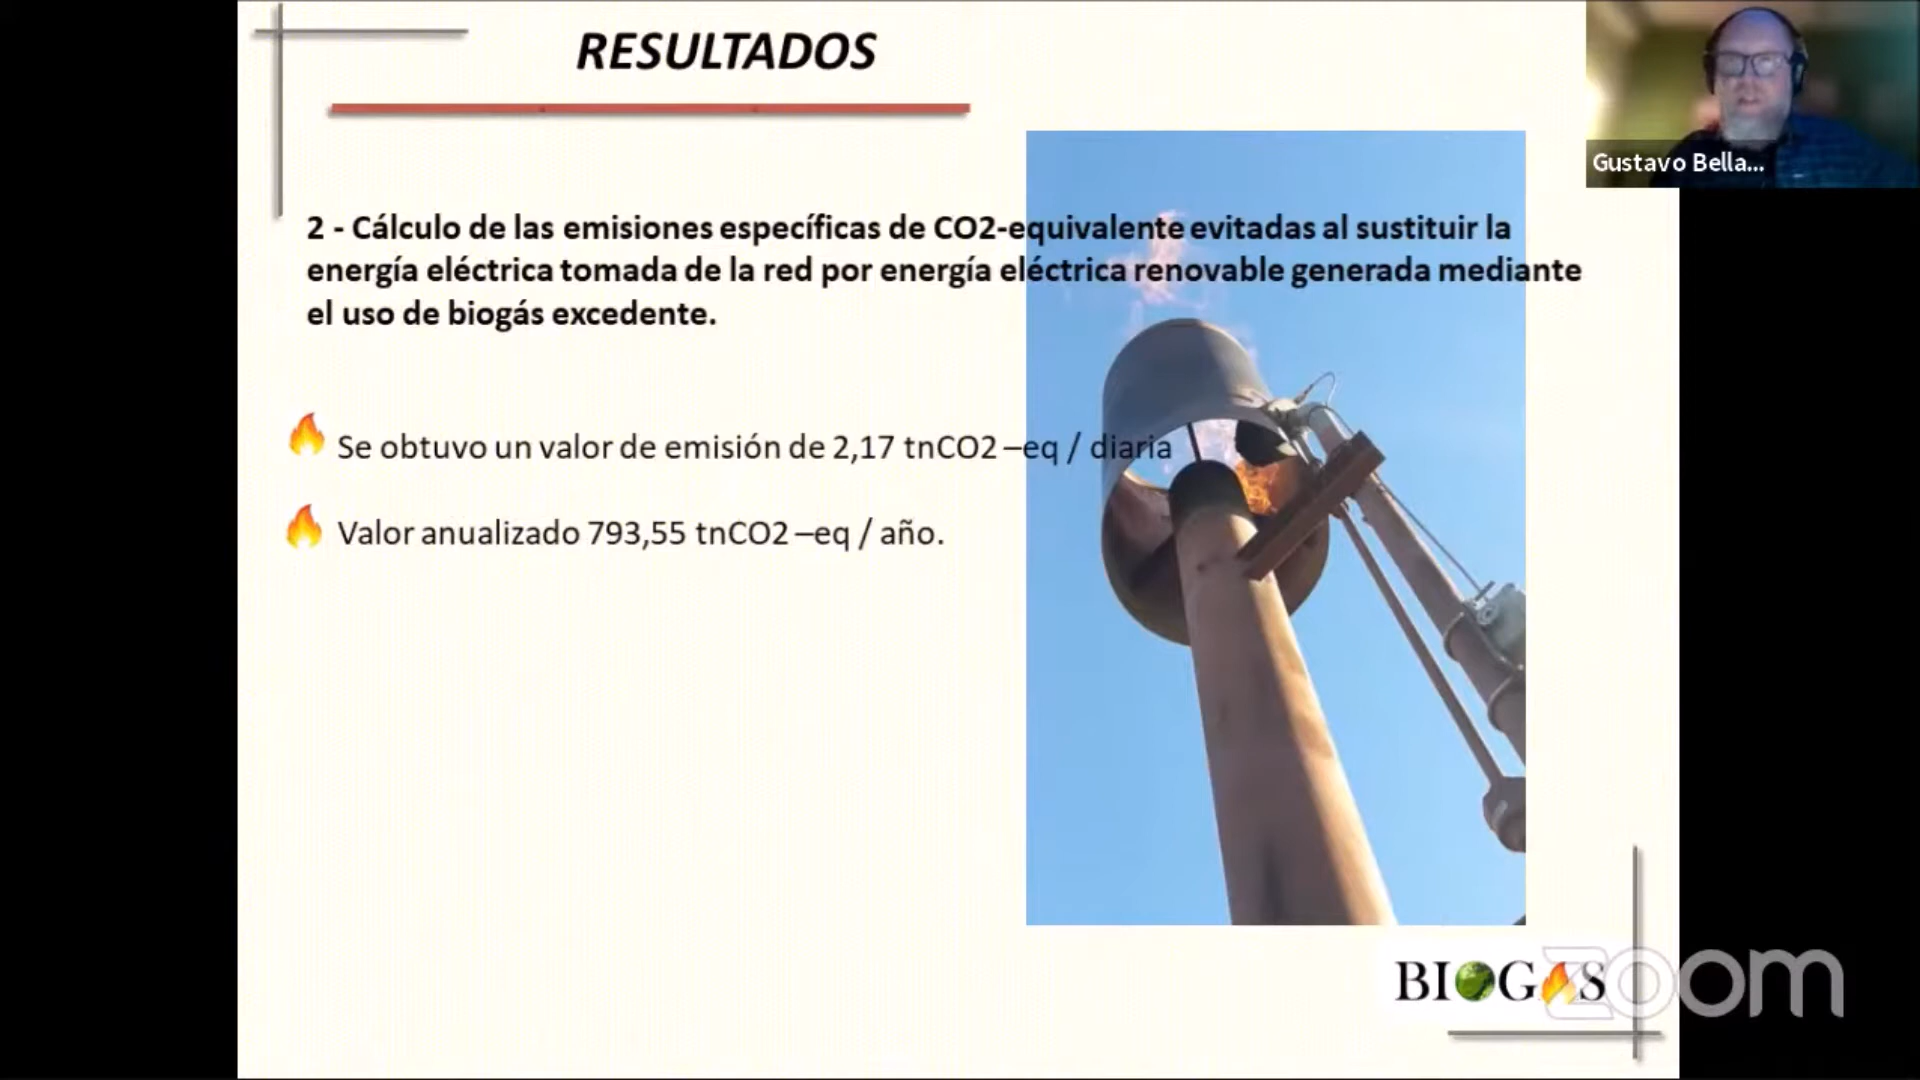 RESULTADOS
Gustavo Bella...
2 - Cálculo de las emisiones específicas de CO2-equivalente evitadas al sustituir la
energía eléctrica tomada de la red por energía eléctrica renovable generada mediante
el uso de biogás excedente.
Se obtuvo un valor de emisión de 2,17 tnCO2 –eq / diaria
Valor anualizado 793,55 tnCO2 –eq / año.
BIOGAS
zoom